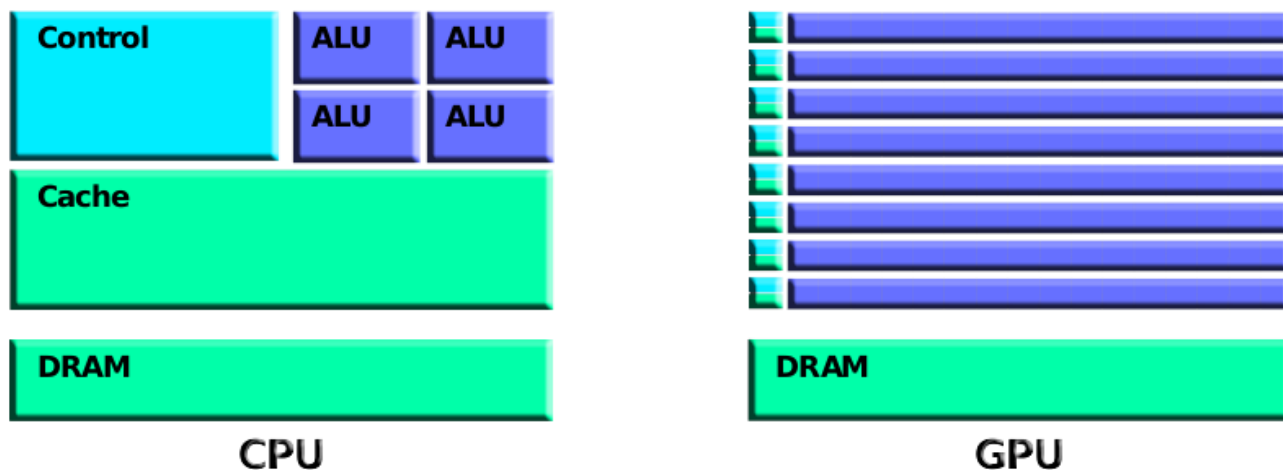 Control
ALU ALU
ALU ALU
Cache
DRAM
CPU
DRAM
GPU